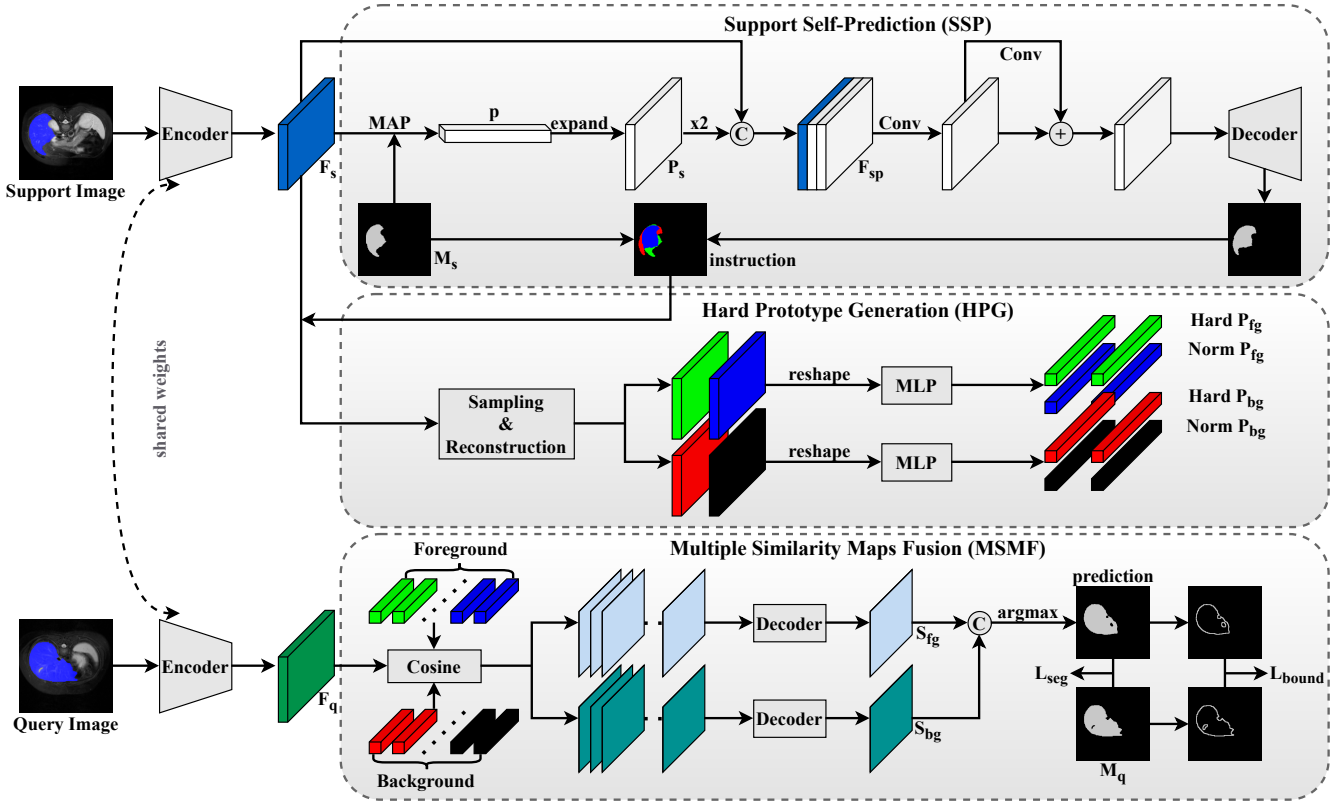 Support Self-Prediction (SSP)
Conv
Encoder
MAP
p
expand
x2
C
Conv
+
Decoder
F_s
P_s
F_sp
Support Image
M_s
instruction
shared weights
Hard Prototype Generation (HPG)
Hard P_fg
Norm P_fg
Hard P_bg
Norm P_bg
Sampling
&
Reconstruction
reshape
MLP
reshape
MLP
Multiple Similarity Maps Fusion (MSMF)
Foreground
prediction
Decoder
S_fg
C
argmax
Encoder
Cosine
F_q
L_seg
L_bound
Query Image
Decoder
S_bg
Background
M_q